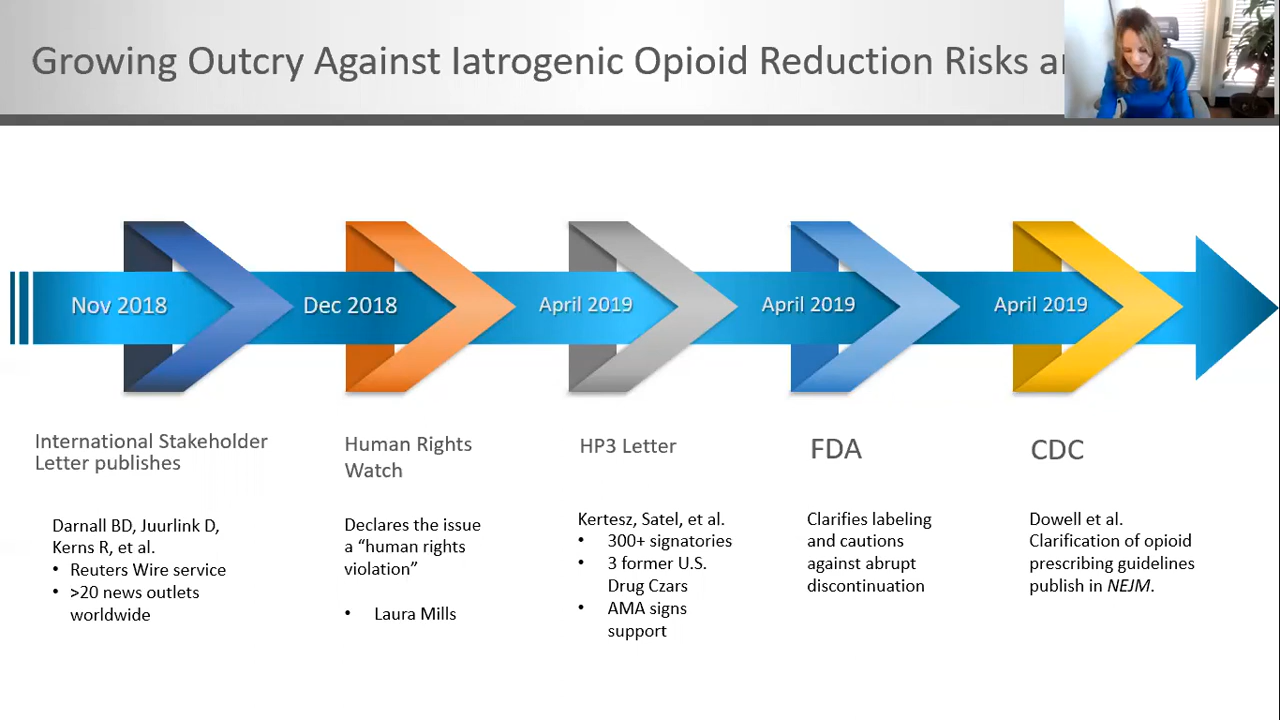 Growing Outcry Against Iatrogenic Opioid Reduction Risks
Nov 2018
Dec 2018
April 2019
April 2019
April 2019
International Stakeholder
Letter publishes
Darnall BD, Juurlink D,
Kerns R, et al.
• Reuters Wire service
• >20 news outlets
worldwide
Human Rights
Watch
Declares the issue
a “human rights
violation”
• Laura Mills
HP3 Letter
Kertesz, Satel, et al.
• 300+ signatories
• 3 former U.S.
Drug Czars
• AMA signs
support
FDA
Clarifies labeling
and cautions
against abrupt
discontinuation
CDC
Dowell et al.
Clarification of opioid
prescribing guidelines
publish in NEJM.